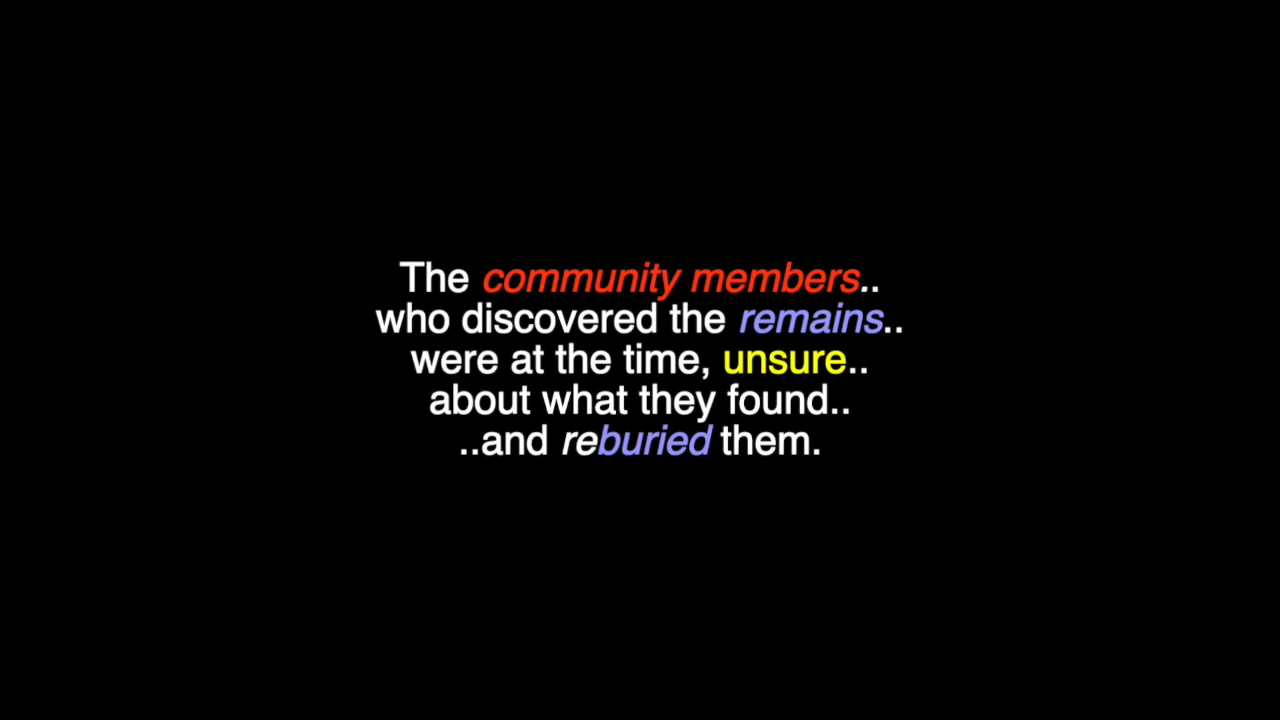 The community members..
who discovered the remains..
were at the time, unsure..
about what they found..
..and reburied them.